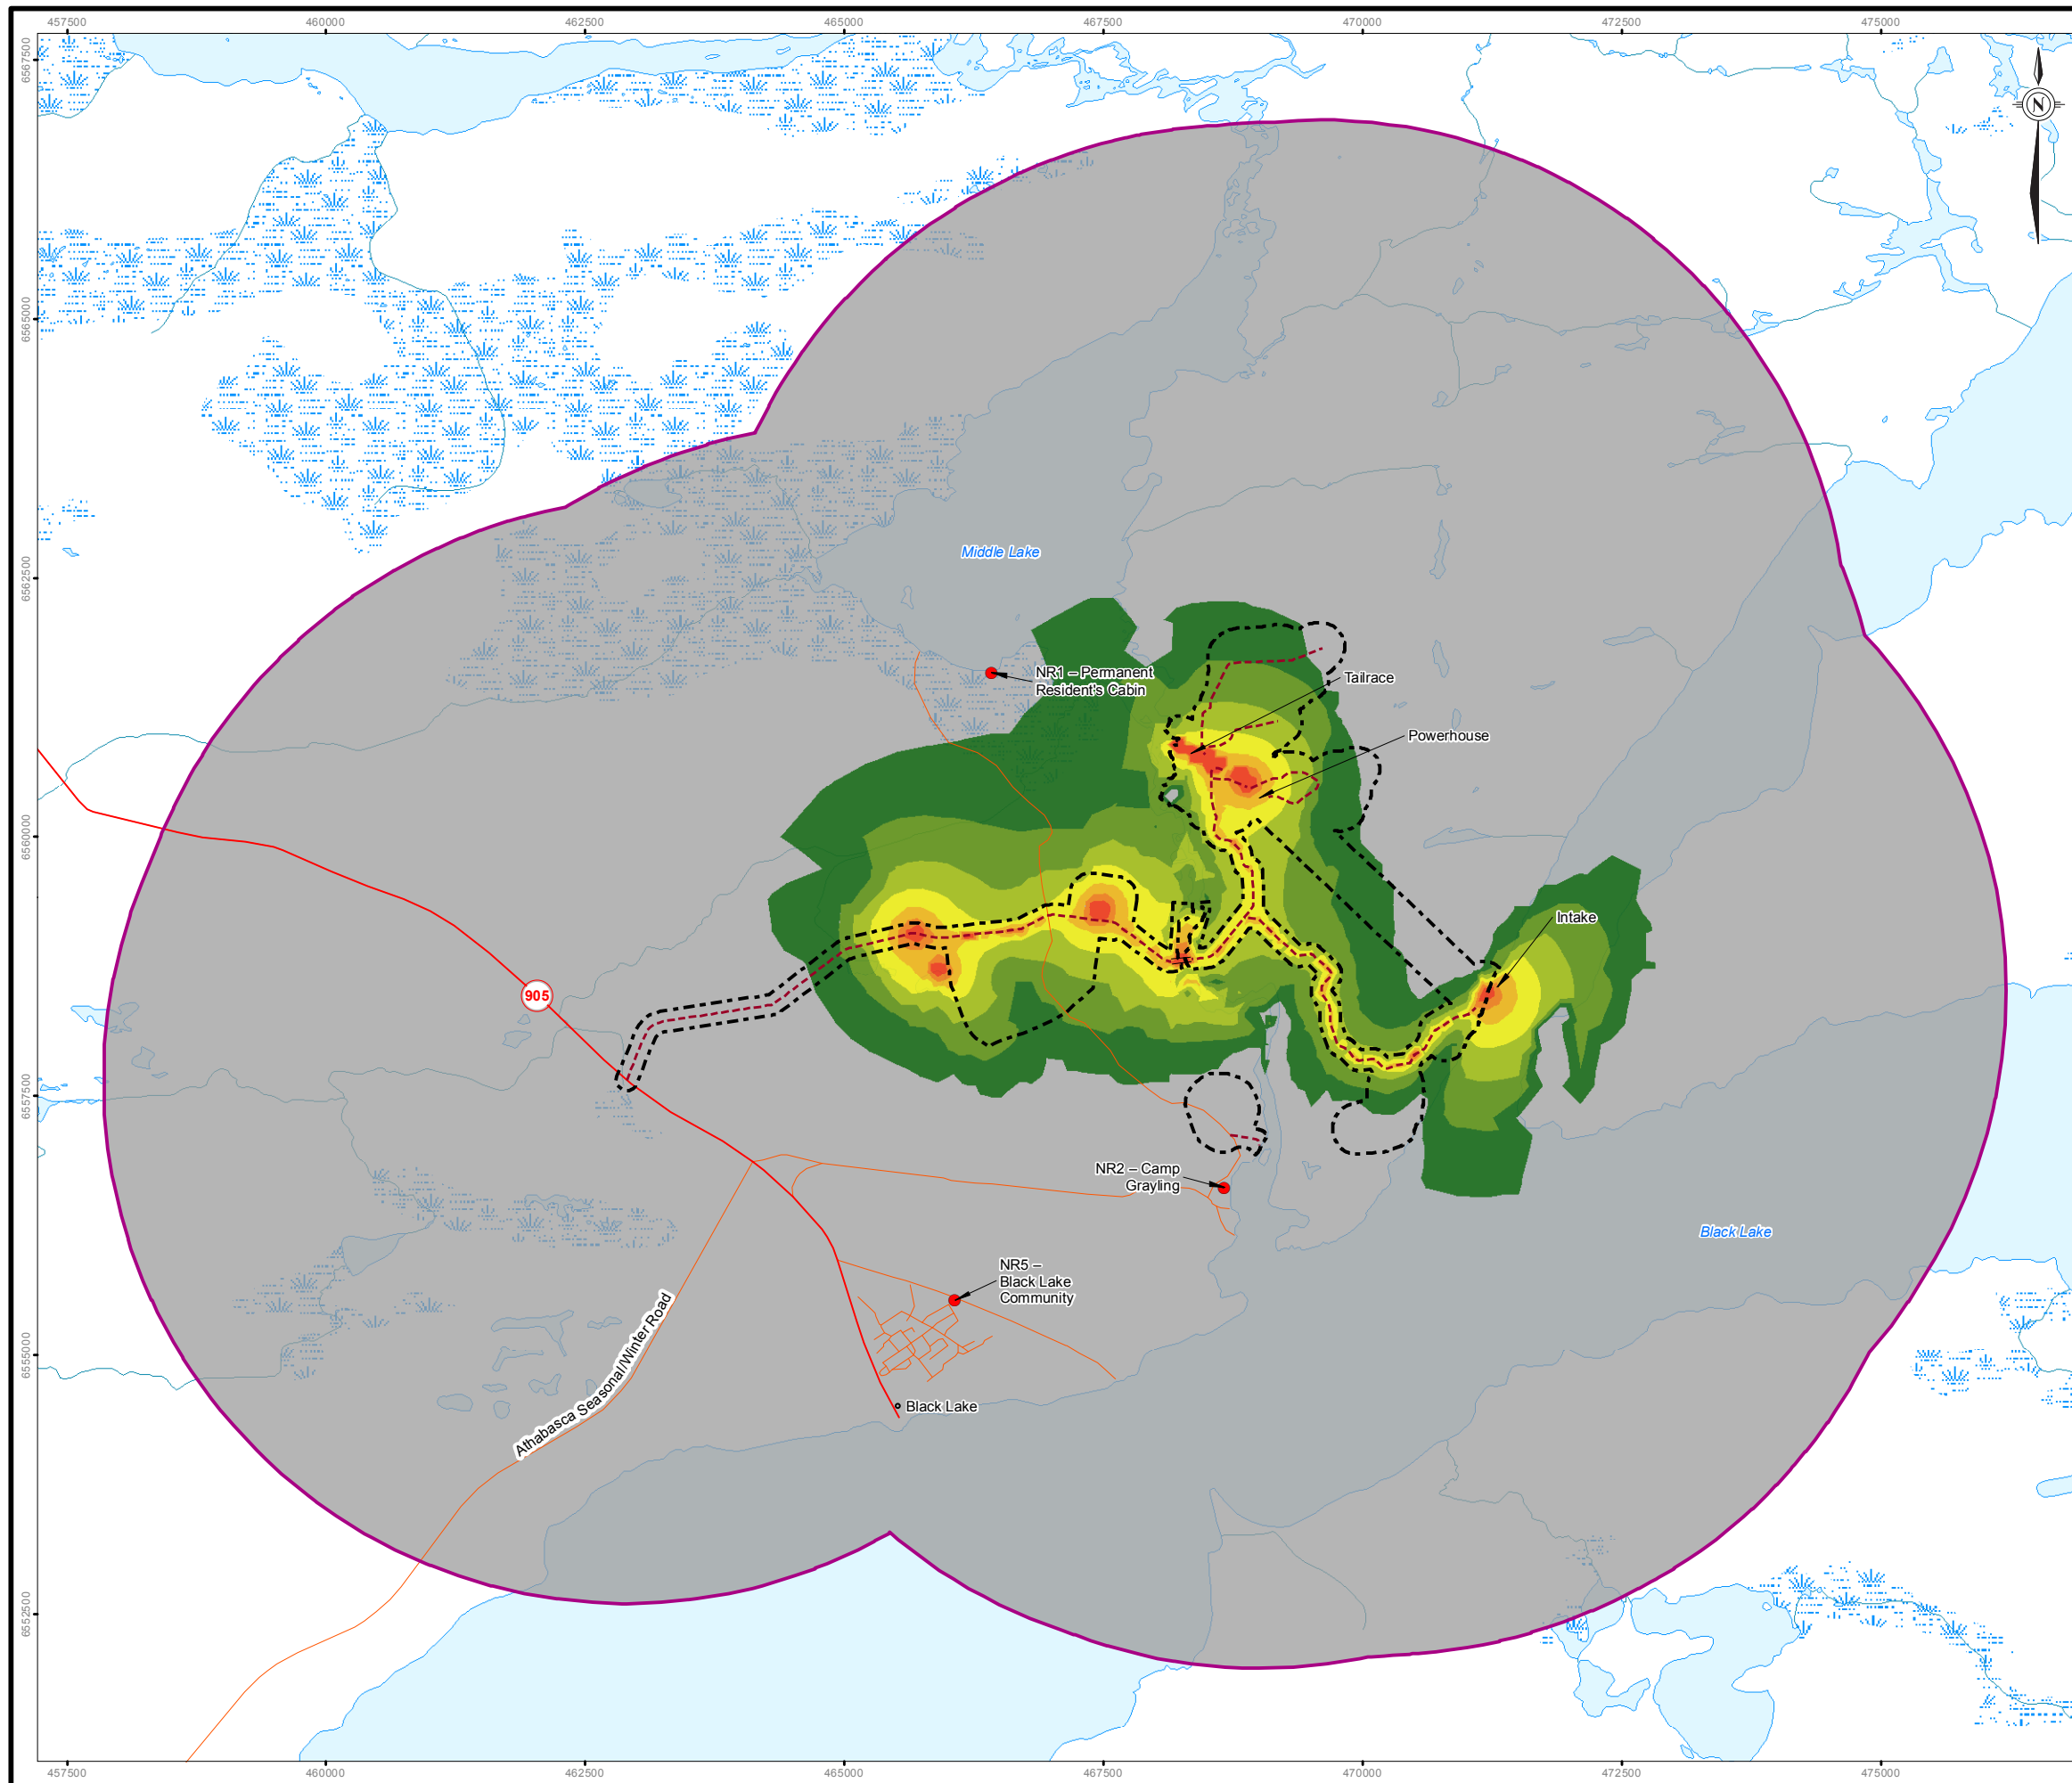 457500
460000
462500
465000
467500
470000
472500
475000
6567500
N
6565000
6562500
Middle Lake
NR1 – Permanent
Resident's Cabin
Tailrace
Powerhouse
6560000
Intake
905
6557500
NR2 – Camp
Grayling
Black Lake
NR5 –
Black Lake
Community
6555000
Athabasca Seasonal/Winter Road
Black Lake
6552500
457500
460000
462500
465000
467500
470000
472500
475000